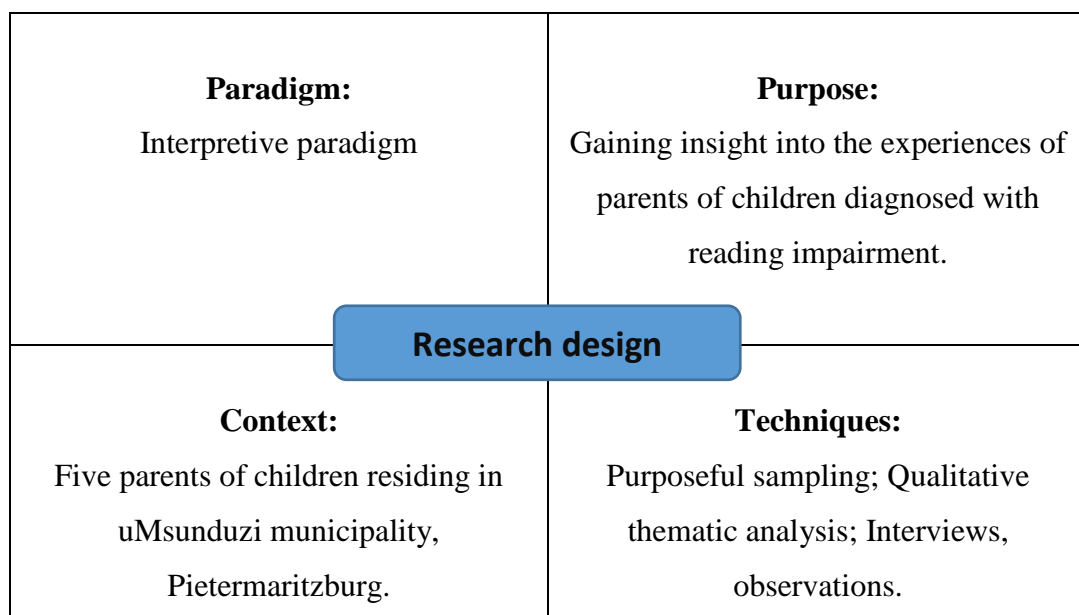 Paradigm:
Interpretive paradigm
Purpose:
Gaining insight into the experiences of
parents of children diagnosed with
reading impairment.
Research design
Context:
Five parents of children residing in
uMsunduzi municipality,
Pietermaritzburg.
Techniques:
Purposeful sampling; Qualitative
thematic analysis; Interviews,
observations.